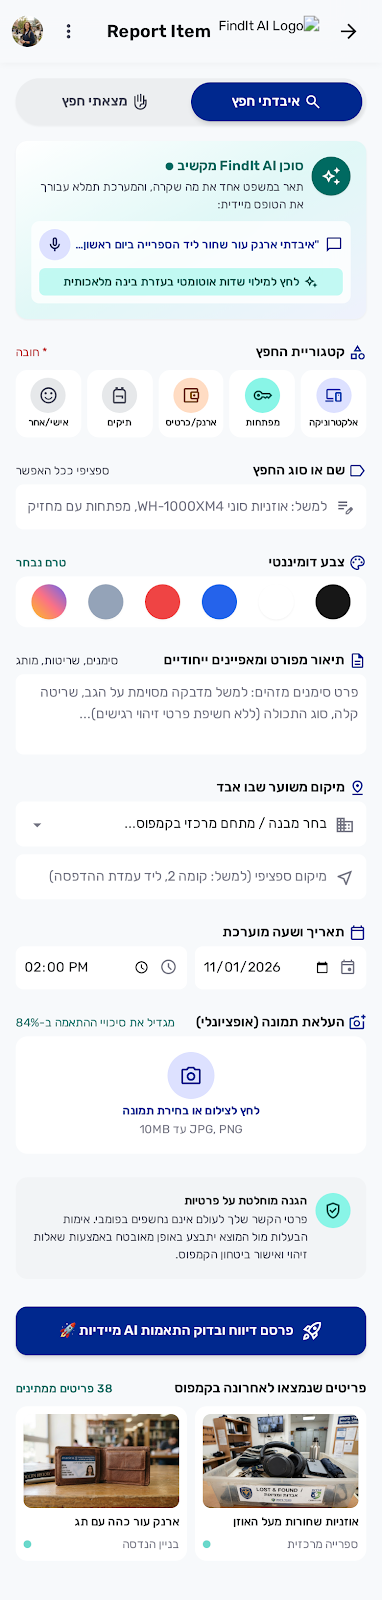 Report Item
FindIt AI Logo
איבדתי חפץ
מצאתי חפץ
סוכן FindIt AI מקשיב
תאר במשפט אחד את מה שקרה, והמערכת תמלא עבורך
את הטופס מיידית:
"איבדתי ארנק עור שחור ליד הספרייה ביום ראשון...
לחץ למילוי שדות אוטומטי בעזרת בינה מלאכותית
קטגוריית החפץ
* חובה
אלקטרוניקה
מפתחות
ארנק/כרטיס
תיקים
אישי/אחר
שם או סוג החפץ
ספציפי ככל האפשר
למשל: אוזניות סוני WH-1000XM4, מפתחות עם מחזיק
צבע דומיננטי
טרם נבחר
תיאור מפורט ומאפיינים ייחודיים
סימנים, שריטות, מותג
פרט סימנים מזהים: למשל מדבקה מסוימת על הגב, שריטה
קלה, סוג התכולה (ללא חשיפת פרטי זיהוי רגישים)...
מיקום משוער שבו אבד
בחר מבנה / מתחם מרכזי בקמפוס...
מיקום ספציפי (למשל: קומה 2, ליד עמדת ההדפסה)
תאריך ושעה מוערכת
11/01/2026
02:00 PM
העלאת תמונה (אופציונלי)
מגדיל את סיכויי ההתאמה ב-84%
לחץ לצילום או בחירת תמונה
JPG, PNG עד 10MB
הגנה מוחלטת על פרטיות
פרטי הקשר שלך לעולם אינם נחשפים בפומבי. אימות
הבעלות מול המוצא יתבצע באופן מאובטח באמצעות שאלות
זיהוי ואישור ביטחון הקמפוס.
פרסם דיווח ובדוק התאמות AI מיידיות 🚀
פריטים שנמצאו לאחרונה בקמפוס
38 פריטים ממתינים
LOST & FOUND /
אוזניות שחורות מעל האוזן
ספרייה מרכזית
ארנק עור כהה עם תג
בניין הנדסה